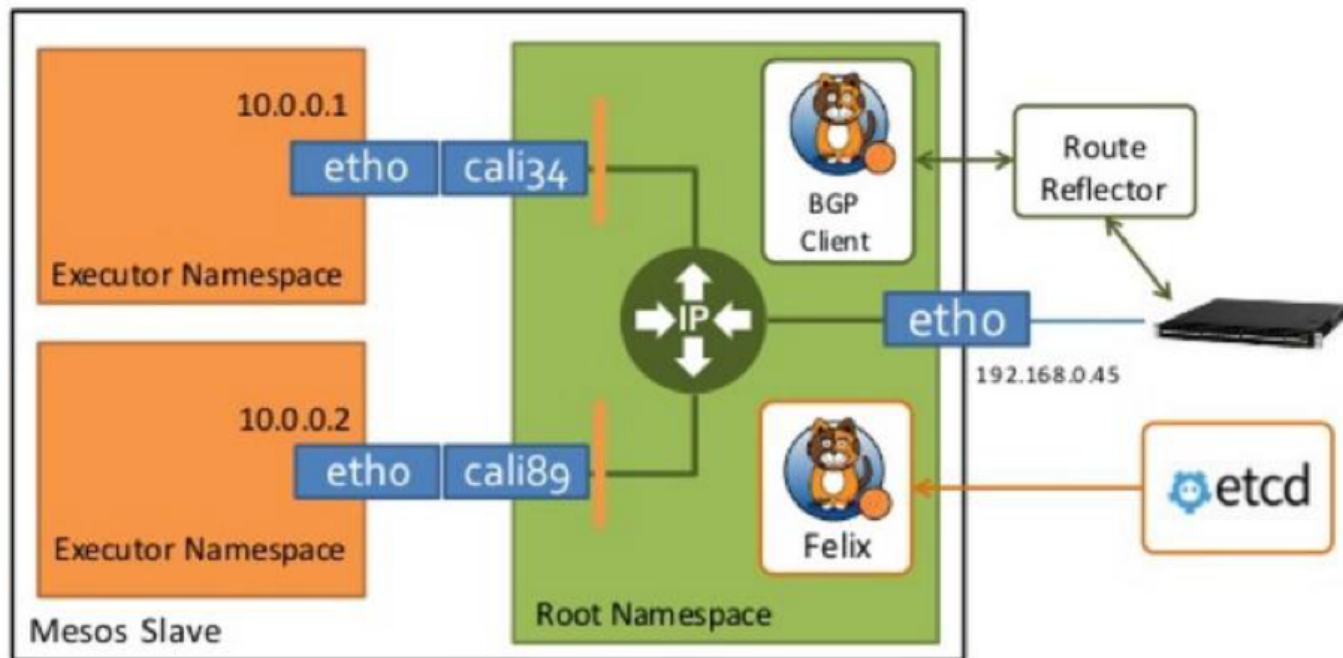 10.0.0.1
etho
cali34
Executor Namespace
10.0.0.2
etho
cali89
Executor Namespace
Mesos Slave
BGP
Client
IP
etho
Felix
Root Namespace
Route
Reflector
192.168.0.45
etcd